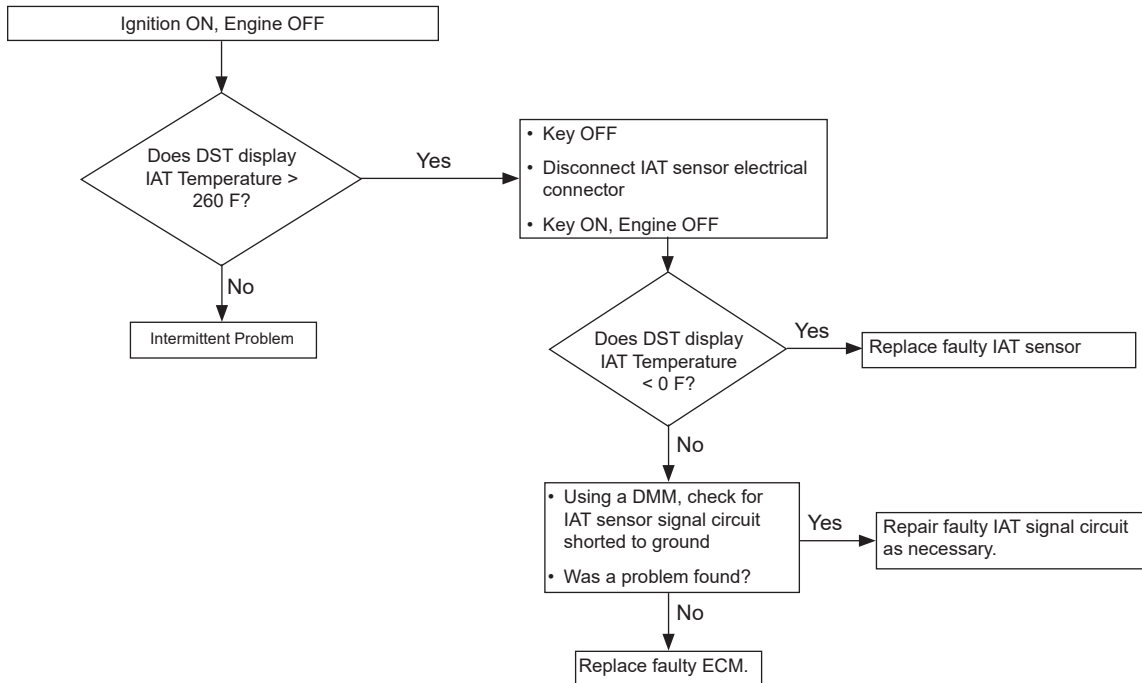 Ignition ON, Engine OFF
Does DST display
IAT Temperature >
260 F?
Yes
No
Intermittent Problem
• Key OFF
• Disconnect IAT sensor electrical
connector
• Key ON, Engine OFF
Does DST display
IAT Temperature
< 0 F?
Yes
Replace faulty IAT sensor
No
• Using a DMM, check for
IAT sensor signal circuit
shorted to ground
• Was a problem found?
Yes
Repair faulty IAT signal circuit
as necessary.
No
Replace faulty ECM.